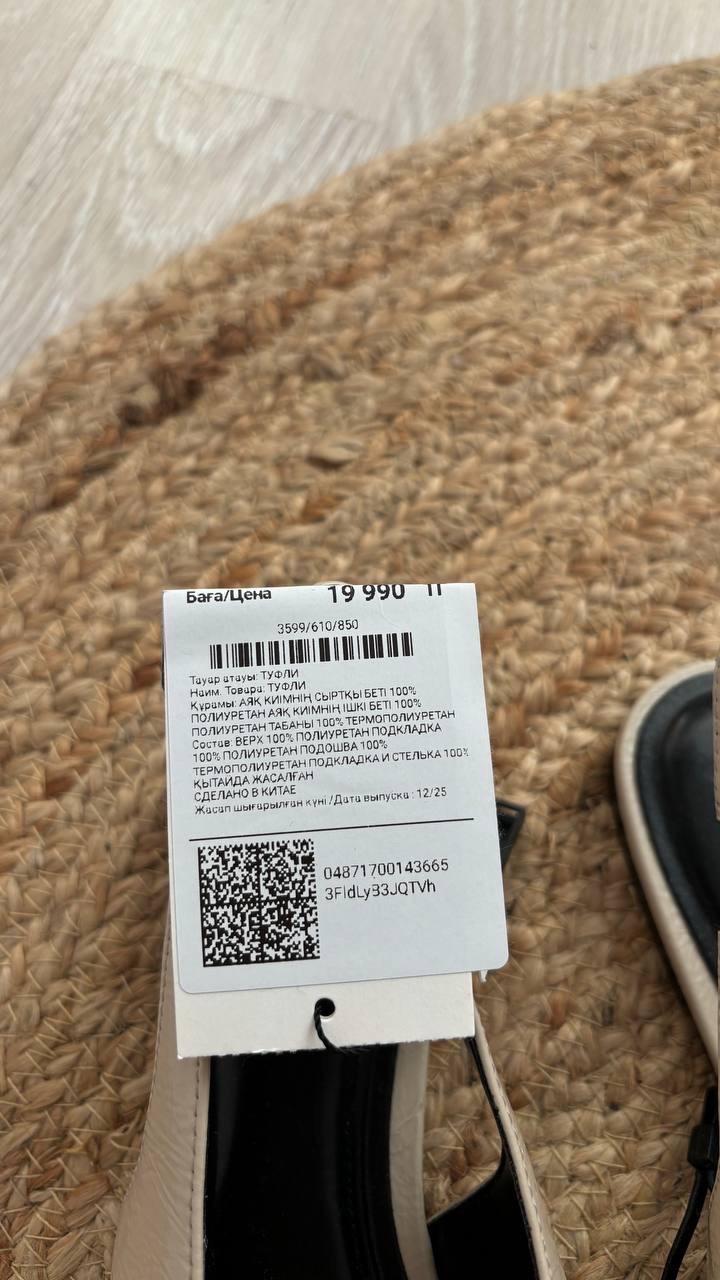 Баға/Цена 19 990 тг
3599/610/850
Тауар атауы: ТУФЛИ
Наим. Товара: ТУФЛИ
Құрамы: АЯҚ КИІМНІҢ СЫРТҚЫ БЕТІ 100%
ПОЛИУРЕТАН АЯҚ КИІМНІҢ ІШКІ БЕТІ 100%
ПОЛИУРЕТАН ТАБАНЫ 100% ТЕРМОПОЛИУРЕТАН
Состав: ВЕРХ 100% ПОЛИУРЕТАН ПОДКЛАДКА
100% ПОЛИУРЕТАН ПОДОШВА 100%
ТЕРМОПОЛИУРЕТАН ПОДКЛАДКА И СТЕЛЬКА 100%
ҚЫТАЙДА ЖАСАЛҒАН
СДЕЛАНО В КИТАЕ
Жасап шығарылған күні /Дата выпуска : 12/25
04871700143665
3FIdLyB3JQTVh